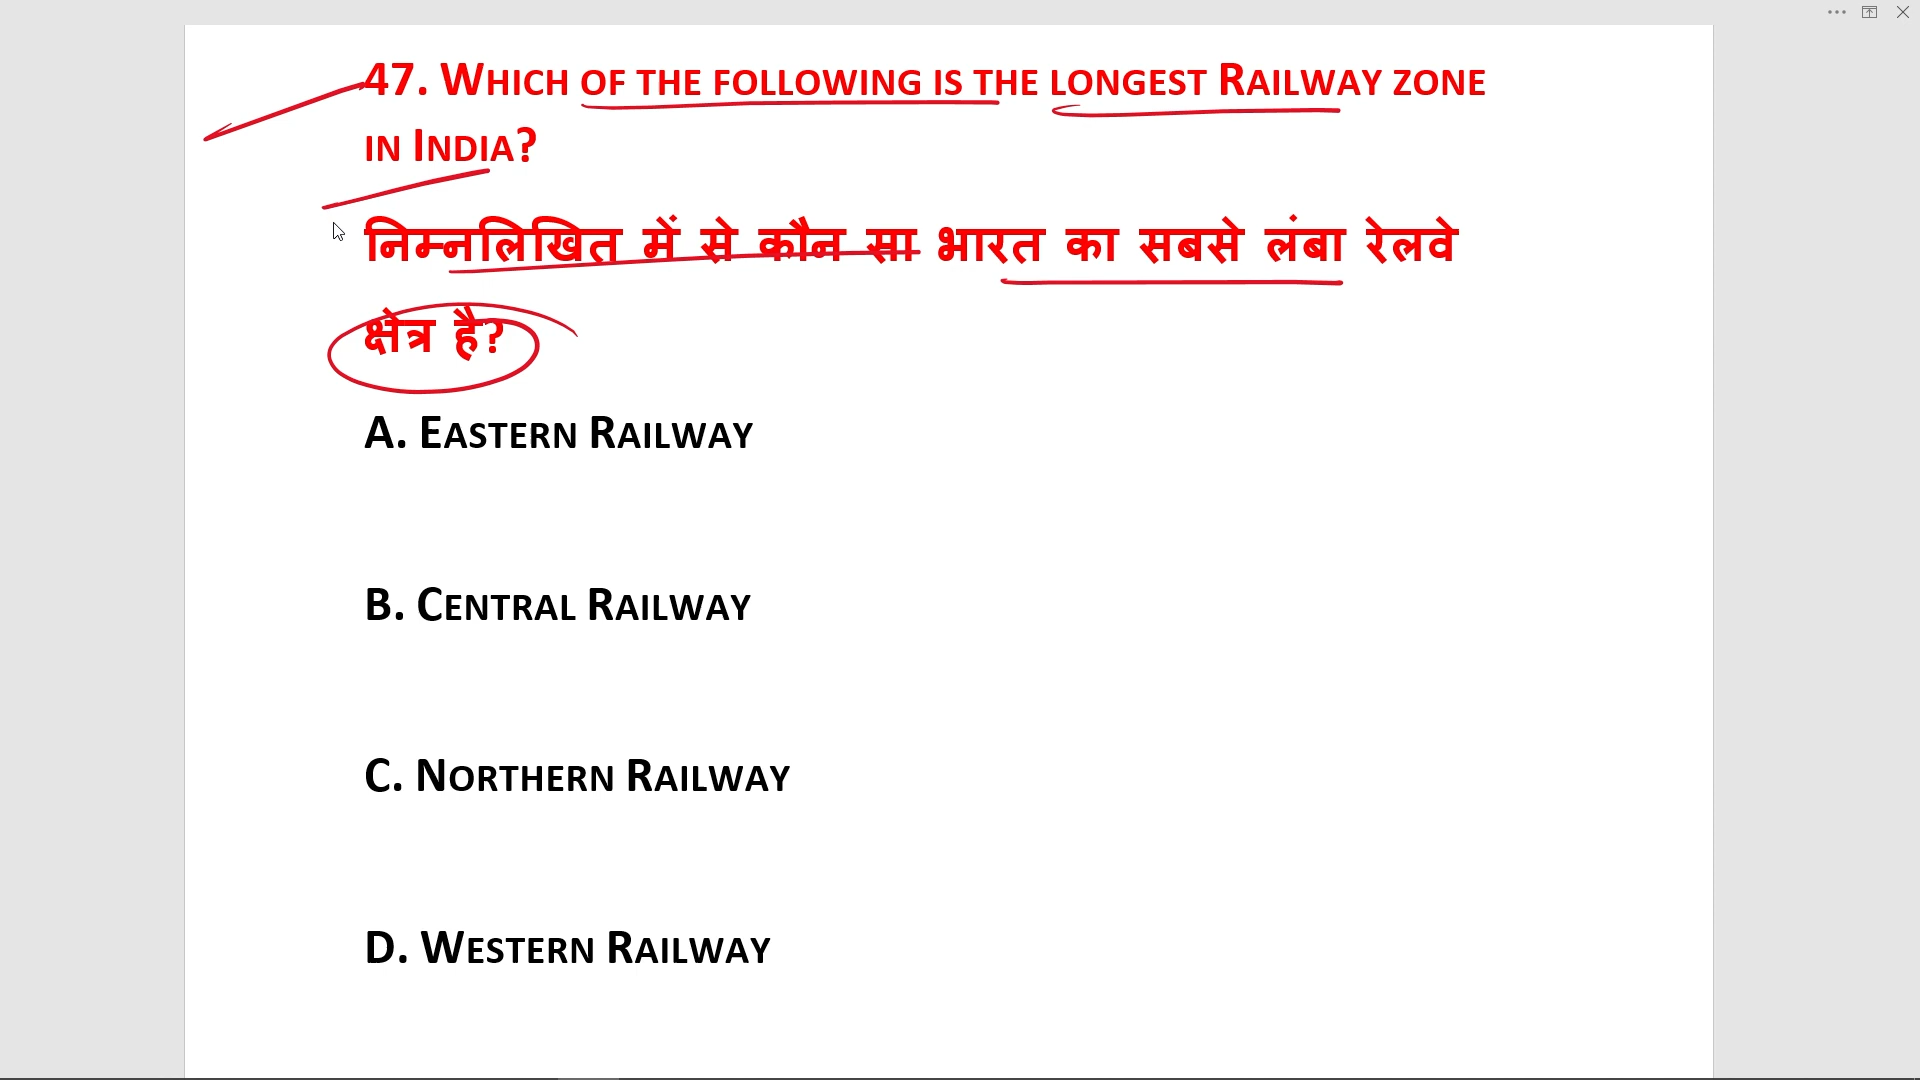 47. Which of the following is the longest Railway zone
in India?
निम्नलिखित में से कौन सा भारत का सबसे लंबा रेलवे
क्षेत्र है?
A. Eastern Railway
B. Central Railway
C. Northern Railway
D. Western Railway